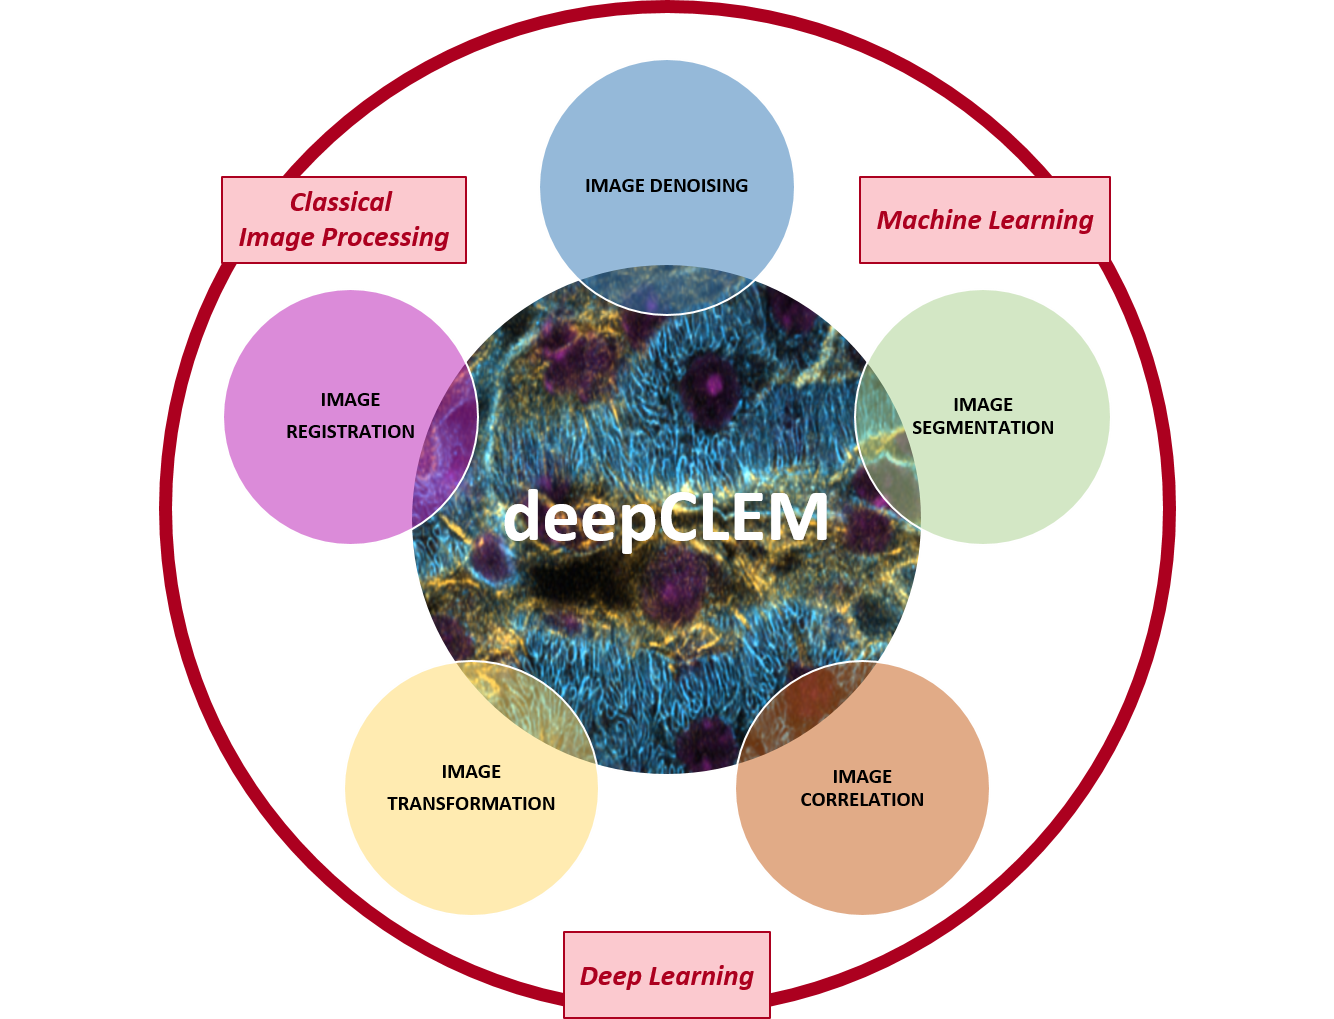 IMAGE DENOISING
Classical
Image Processing
Machine Learning
IMAGE
REGISTRATION
IMAGE
SEGMENTATION
deepCLEM
IMAGE
TRANSFORMATION
IMAGE
CORRELATION
Deep Learning